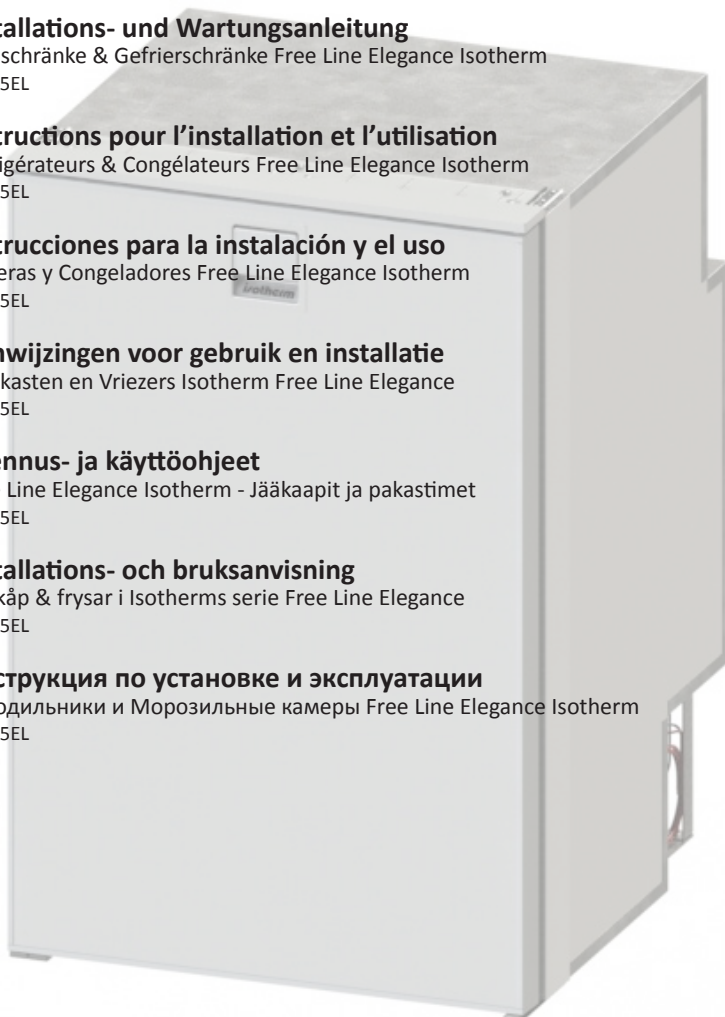 tallations- und Wartungsanleitung
schränke & Gefrierschränke Free Line Elegance Isotherm
5EL
tructions pour l’installation et l’utilisation
igérateurs & Congélateurs Free Line Elegance Isotherm
5EL
trucciones para la instalación y el uso
eras y Congeladores Free Line Elegance Isotherm
isotherm
5EL
nwijzingen voor gebruik en installatie
kasten en Vriezers Isotherm Free Line Elegance
5EL
ennus- ja käyttöohjeet
Line Elegance Isotherm - Jääkaapit ja pakastimet
5EL
tallations- och bruksanvisning
kåp & frysar i Isotherms serie Free Line Elegance
5EL
струкция по установке и эксплуатации
одильники и Морозильные камеры Free Line Elegance Isotherm
5EL